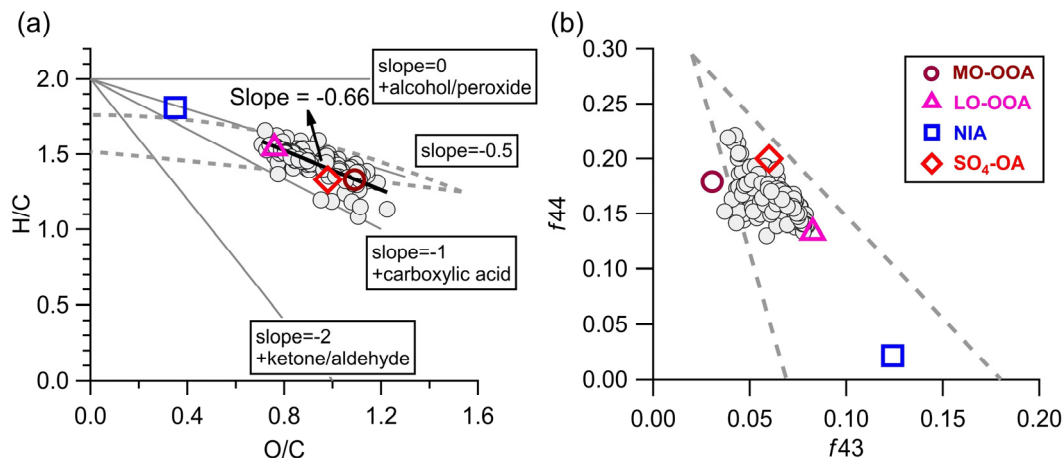 (a)
H/C
2.0
1.5
1.0
1.5
0.0
0.0
0.4
0.8
1.2
1.6
O/C
slope=0
+alcohol/peroxide
Slope = -0.66
slope=-0.5
slope=-1
+carboxylic acid
slope=-2
+ketone/aldehyde
(b)
f44
0.30
0.25
0.20
0.15
0.10
0.05
0.00
0.00
0.05
0.10
0.15
0.20
f43
MO-OOA
LO-OOA
NIA
SO₄-OA